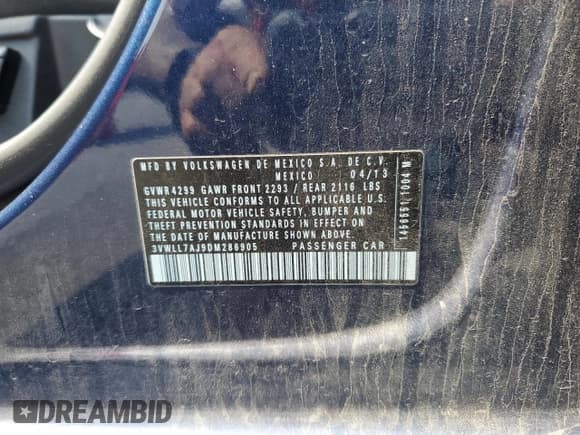 MFD BY VOLKSWAGEN DE MEXICO S.A. DE C.V.
MEXICO 04/13
GVWR4299 GAWR FRONT 2293 / REAR 2116 LBS
THIS VEHICLE CONFORMS TO ALL APPLICABLE U.S.
FEDERAL MOTOR VEHICLE SAFETY, BUMPER AND
THEFT PREVENTION STANDARDS IN EFFECT ON
THE DATE OF MANUFACTURE SHOWN ABOVE.
3VWLL7AJ9DM286905 PASSENGER CAR
1004 M
DREAMBID